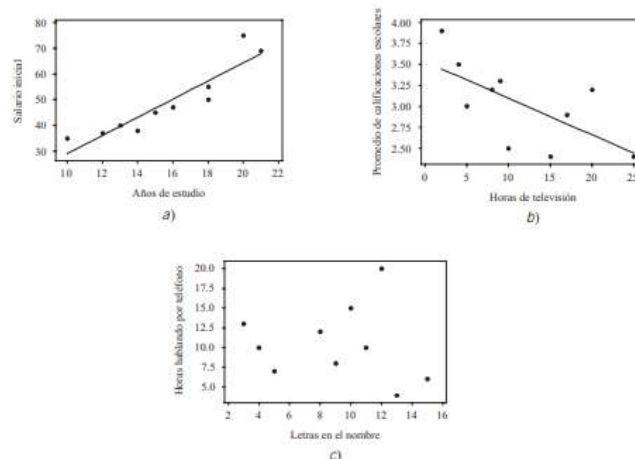 Salario inicial
80
70
60
50
40
30
10 12 14 16 18 20 22
Años de estudio
a)
Promedio de calificaciones escolares
4.00
3.75
3.50
3.25
3.00
2.75
2.50
0 5 10 15 20 25
Horas de televisión
b)
Horas hablando por teléfono
20.0
17.5
15.0
12.5
10.0
7.5
5.0
2 4 6 8 10 12 14 16
Letras en el nombre
c)